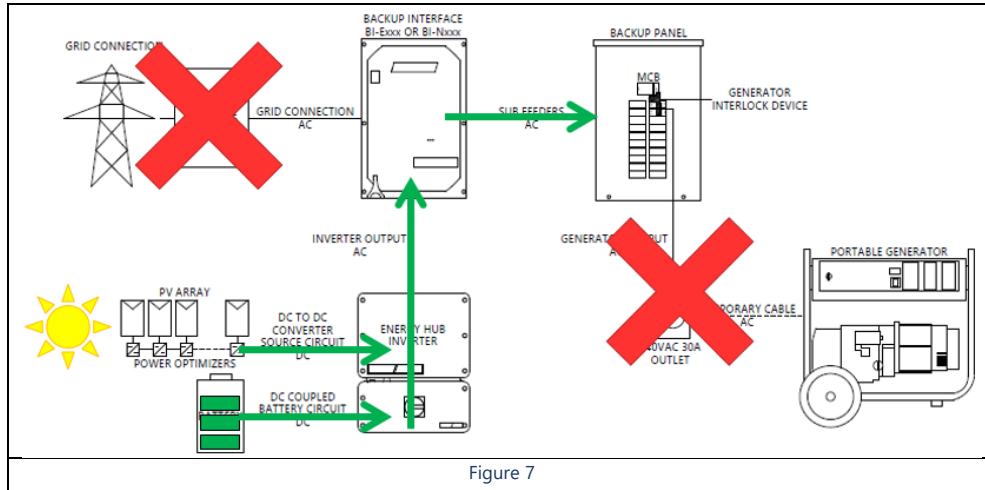 BACKUP INTERFACE
BI-Exxx OR BI-Nxxx
BACKUP PANEL
GRID CONNECTION
MCB
GENERATOR
INTERLOCK DEVICE
GRID CONNECTION
AC
SUB FEEDERS
AC
INVERTER OUTPUT
AC
PORTABLE GENERATOR
PV ARRAY
DC TO DC
CONVERTER
SOURCE CIRCUIT
DC
ENERGY HUB
INVERTER
POWER OPTIMIZERS
AC
OUTLET
30A
DC COUPLED
BATTERY CIRCUIT
DC
Figure 7